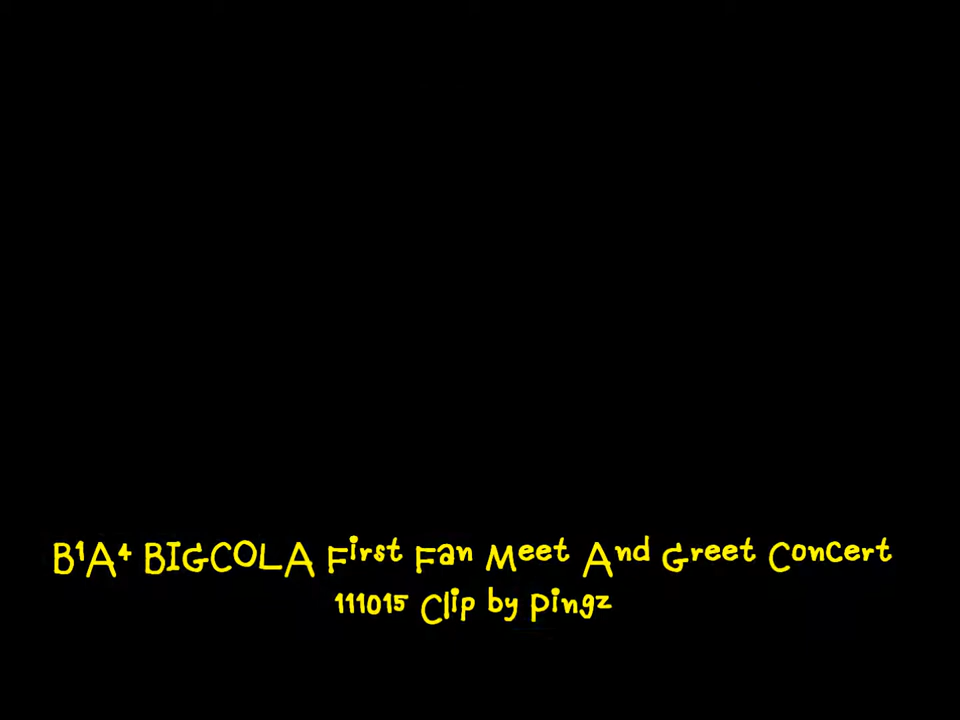 B1A4 BIGCOLA First Fan Meet And Greet Concert
111015 Clip by Pingz